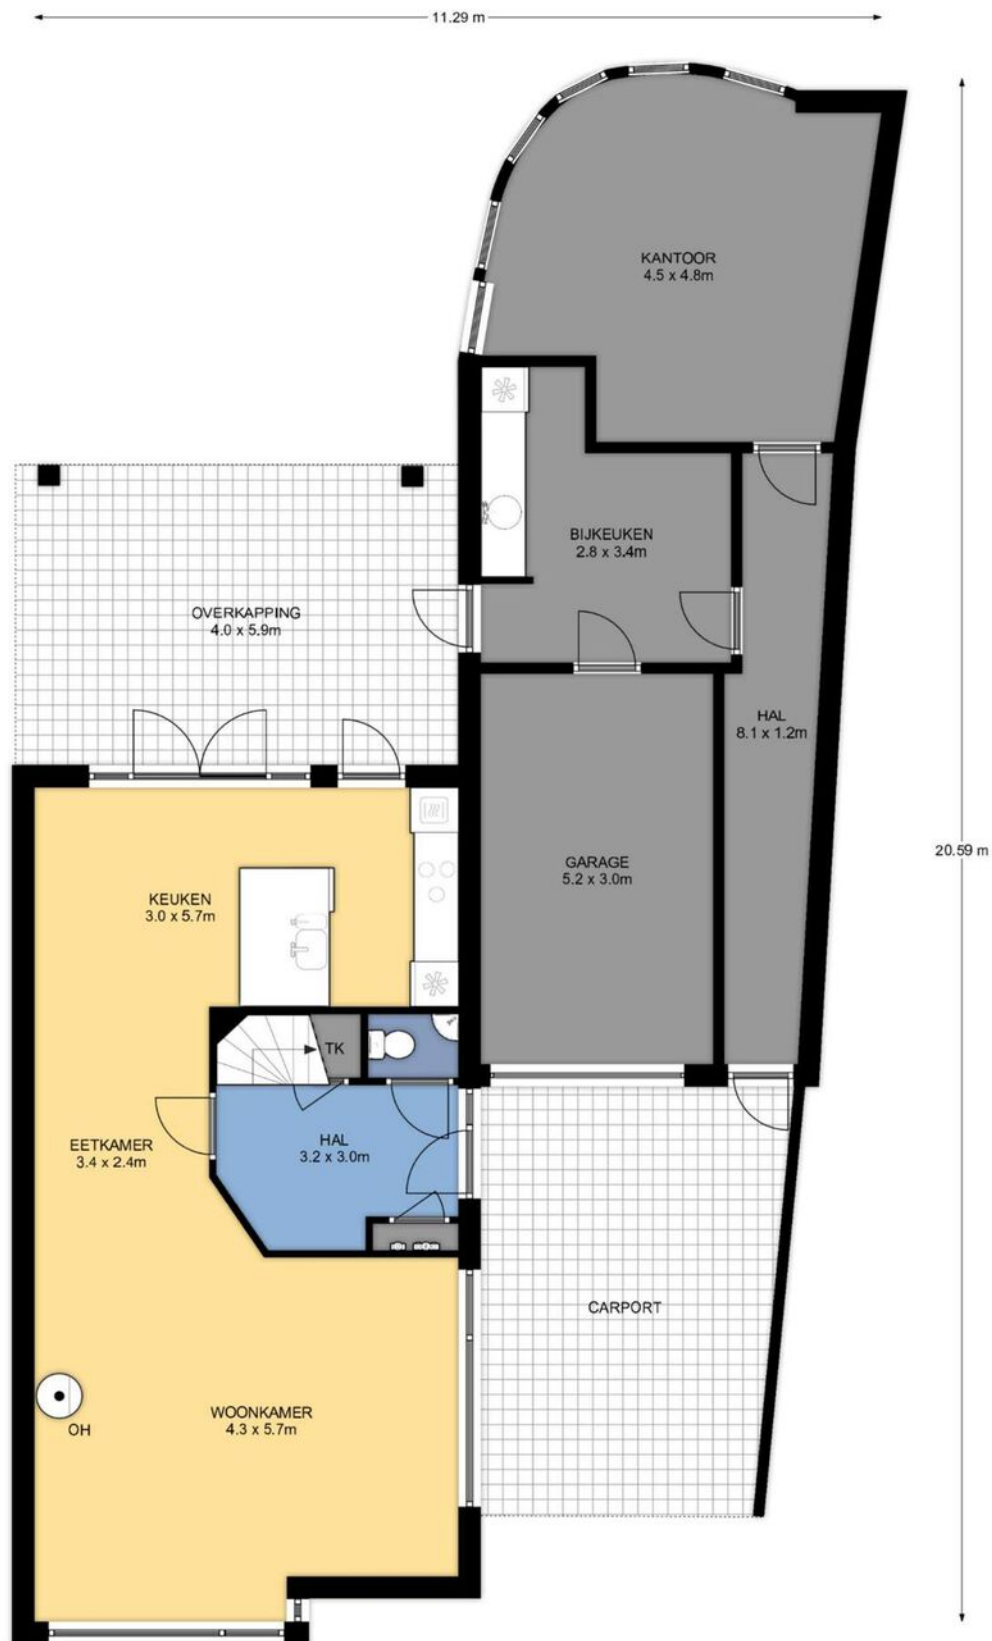 11.29 m
KANTOOR
4.5 x 4.8m
BIJKEUKEN
2.8 x 3.4m
OVERKAPPING
4.0 x 5.9m
HAL
8.1 x 1.2m
20.59 m
GARAGE
5.2 x 3.0m
KEUKEN
3.0 x 5.7m
TK
HAL
3.2 x 3.0m
EETKAMER
3.4 x 2.4m
CARPORT
WOONKAMER
4.3 x 5.7m
OH